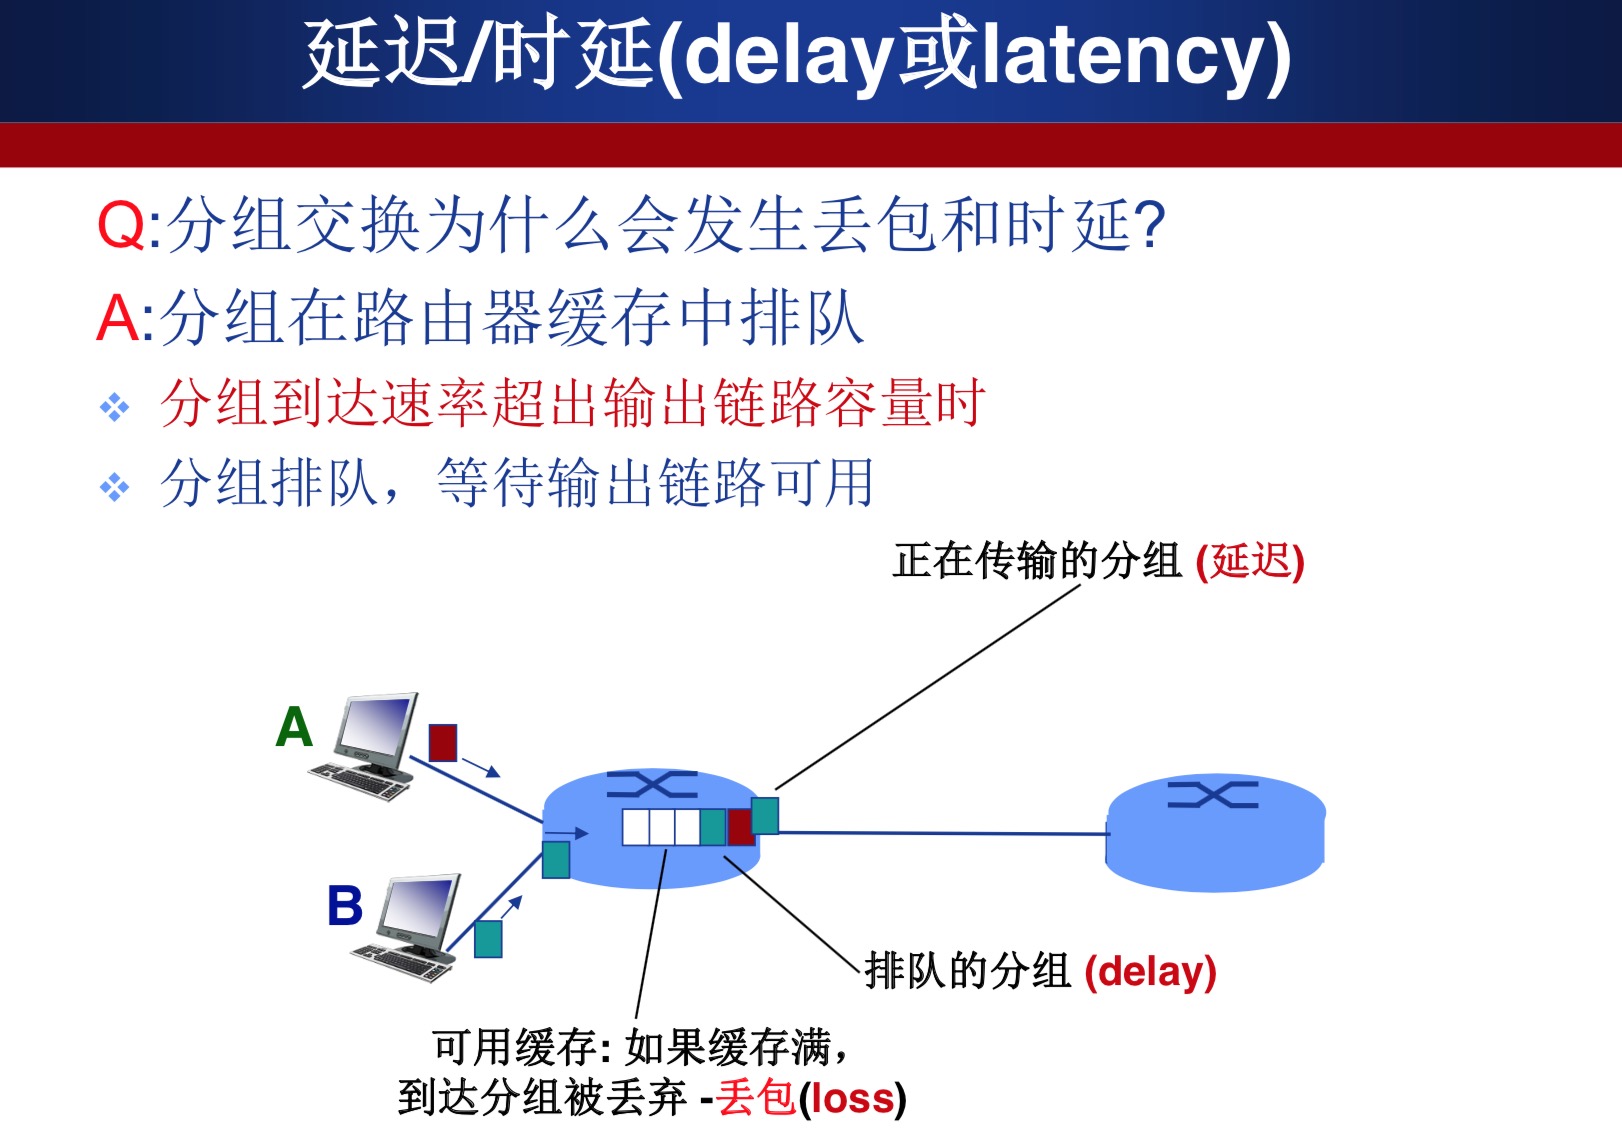 延迟/时延(delay或latency)
Q:分组交换为什么会发生丢包和时延?
A:分组在路由器缓存中排队
分组到达速率超出输出链路容量时
分组排队，等待输出链路可用
正在传输的分组 (延迟)
A
B
排队的分组 (delay)
可用缓存: 如果缓存满，
到达分组被丢弃 -丢包(loss)